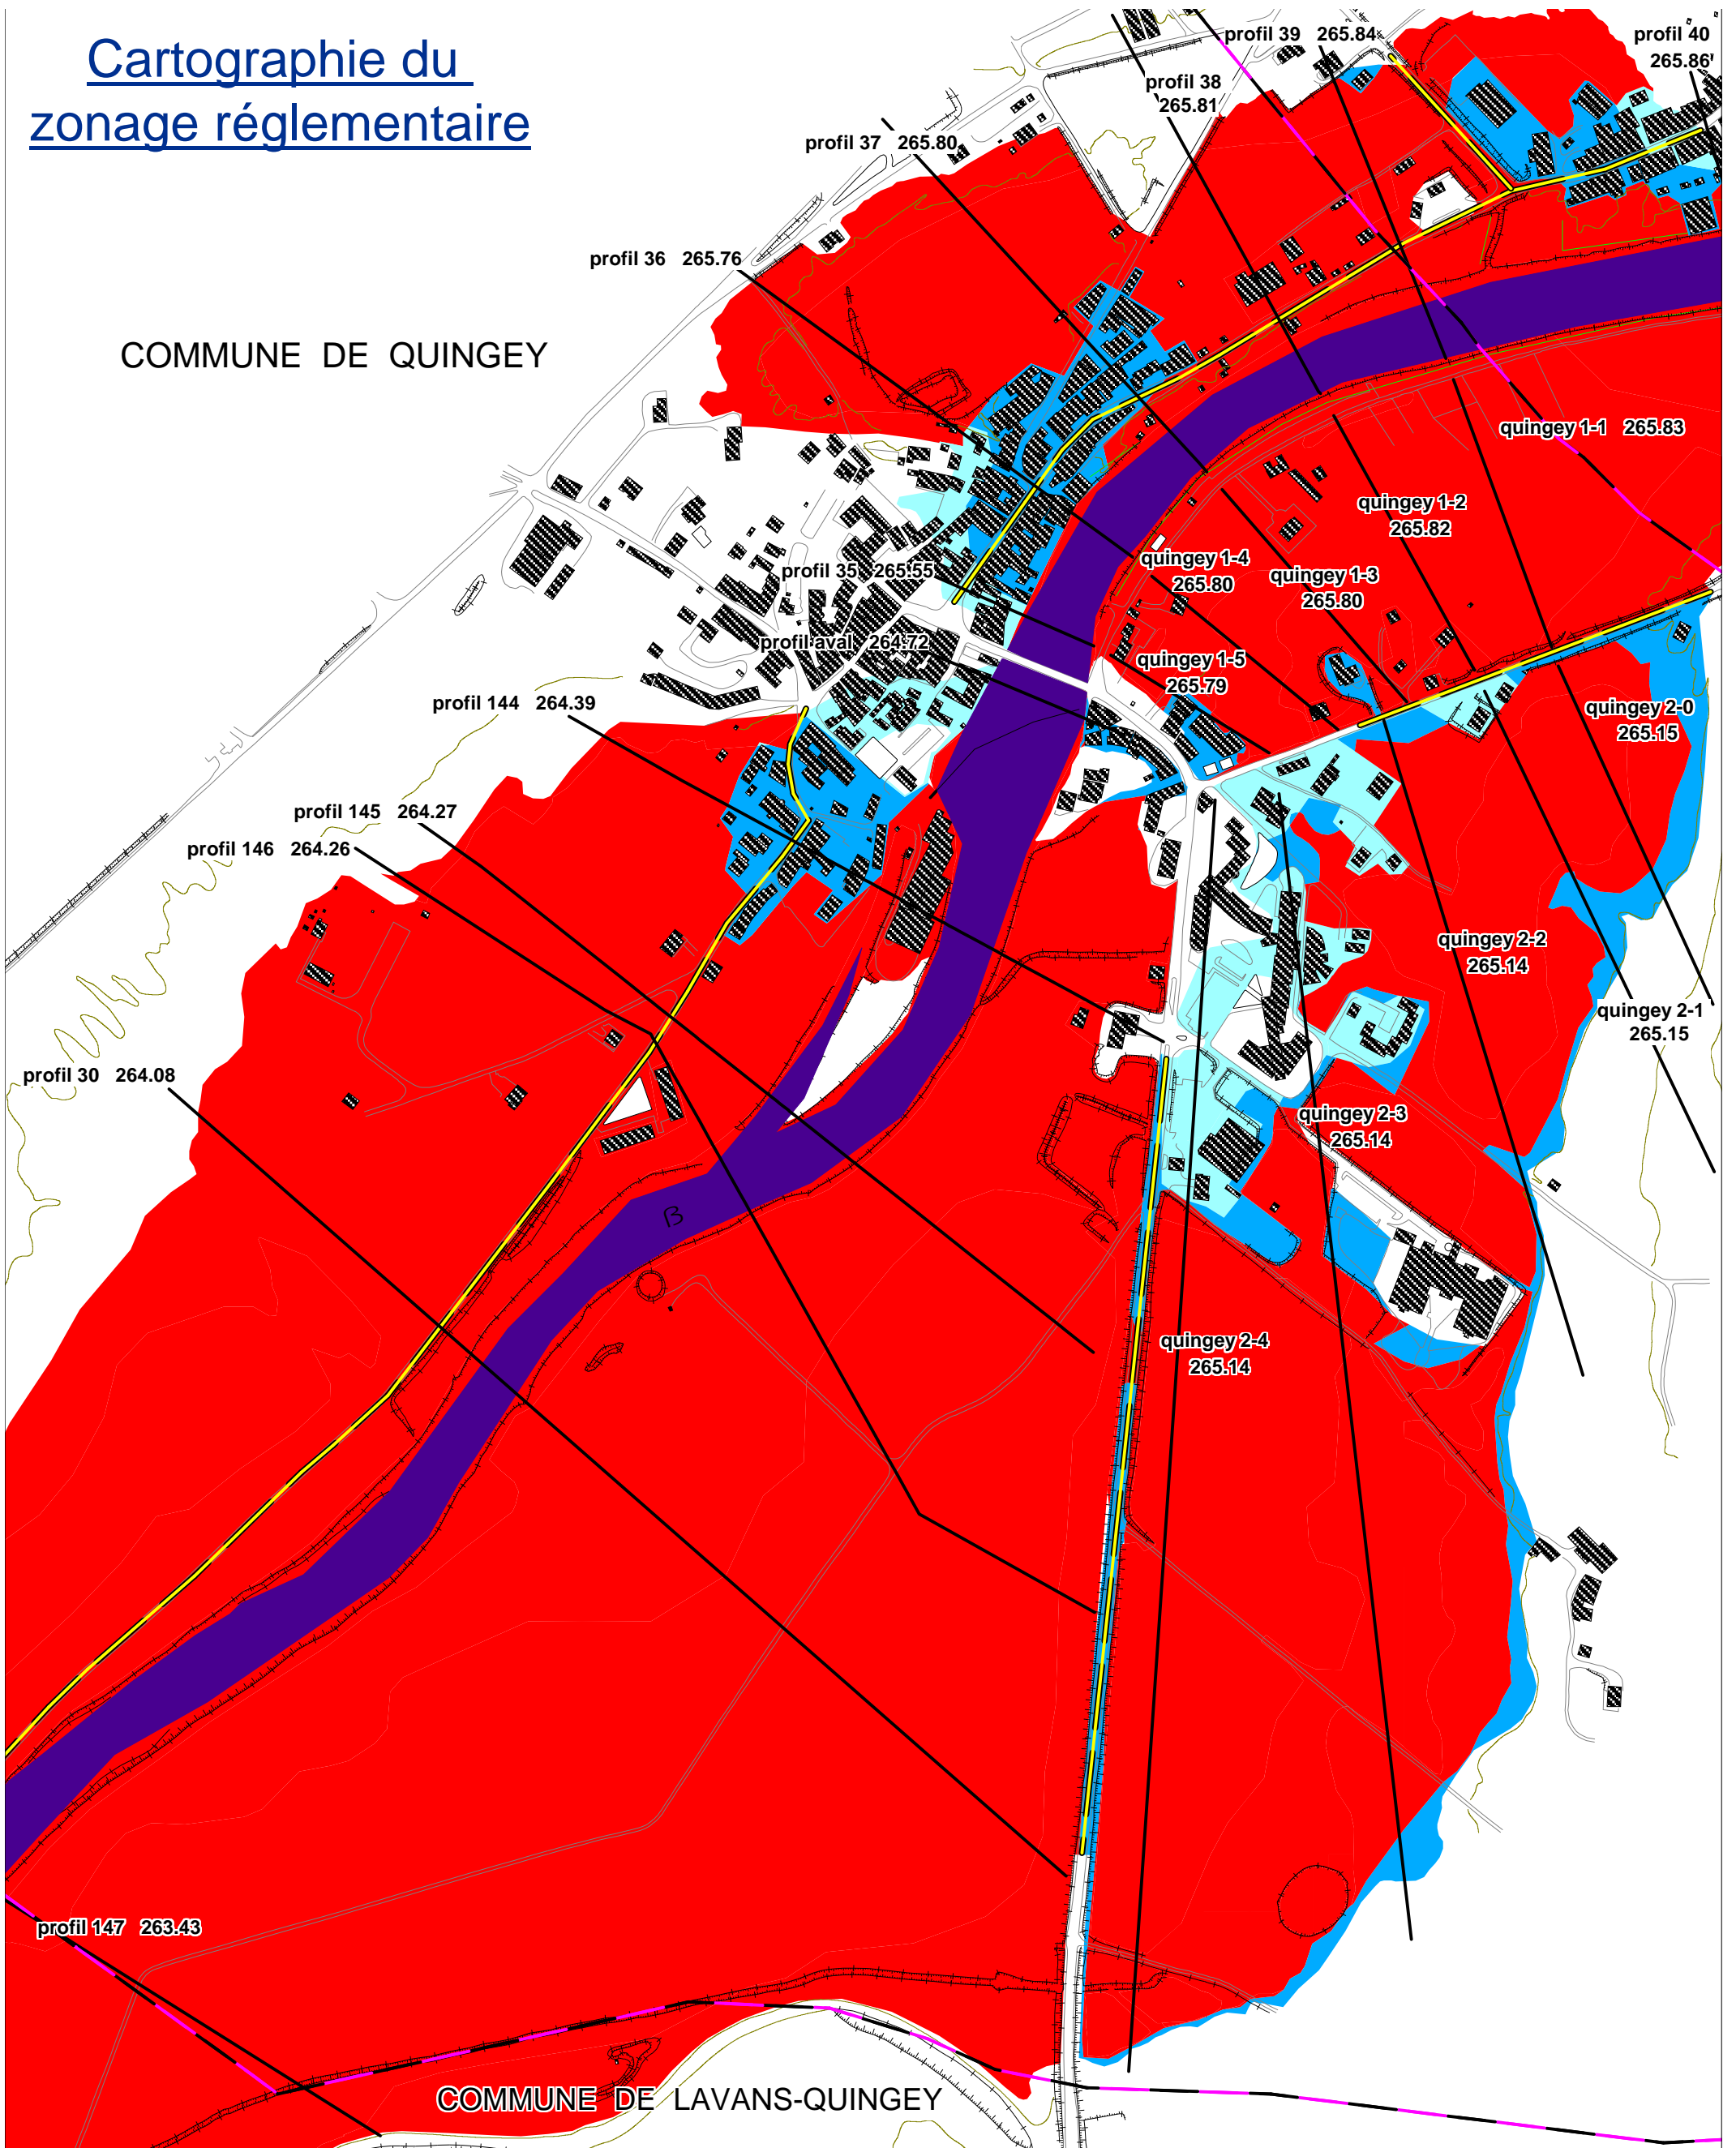 Cartographie du
zonage réglementaire
profil 39 265.84
profil 40
265.86
profil 38
265.81
profil 37 265.80
profil 36 265.76
COMMUNE DE QUINGEY
quingey 1-1 265.83
quingey 1-2
265.82
quingey 1-4
265.80
quingey 1-3
265.80
profil 35 265.55
profil aval 264.72
quingey 1-5
265.79
profil 144 264.39
quingey 2-0
265.15
profil 145 264.27
profil 146 264.26
quingey 2-2
265.14
quingey 2-1
265.15
profil 30 264.08
quingey 2-3
265.14
B
quingey 2-4
265.14
profil 147 263.43
COMMUNE DE LAVANS-QUINGEY